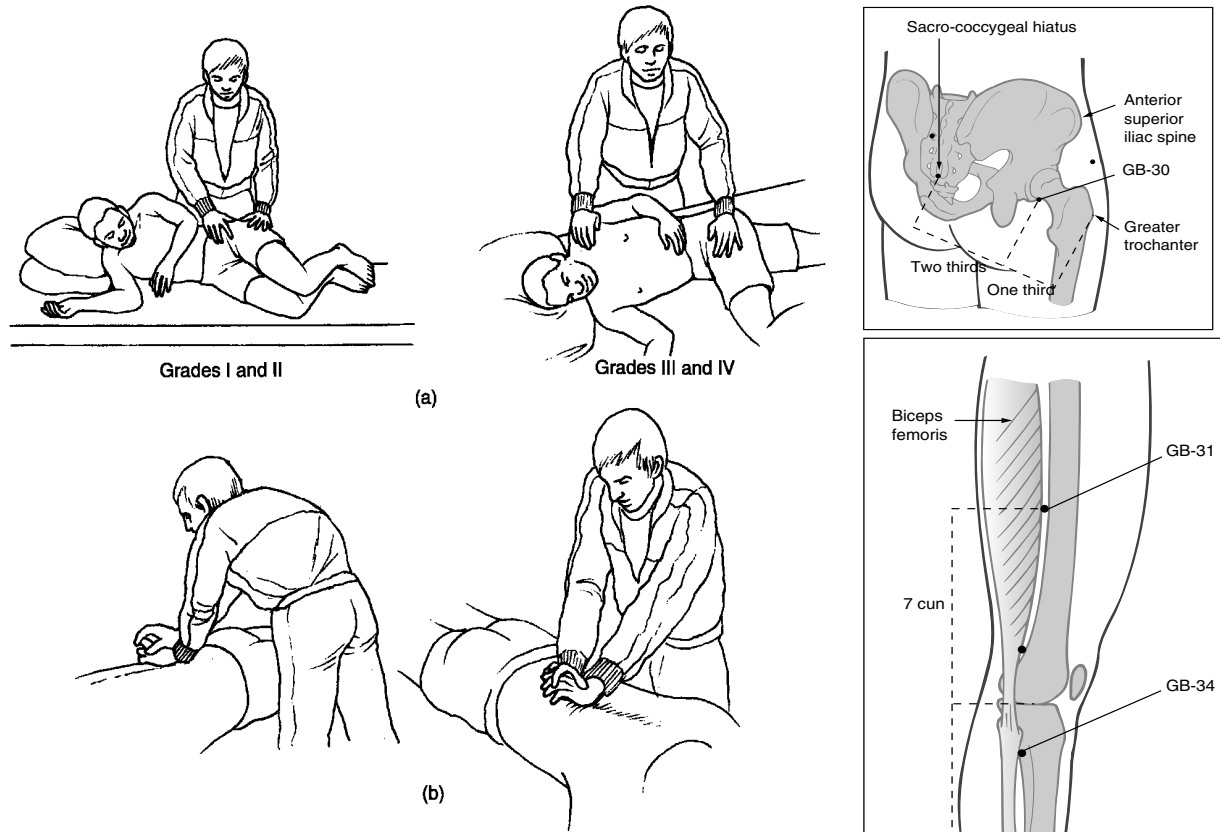 Grades I and II
Grades III and IV
(a)
(b)
Sacro-coccygeal hiatus
Anterior
superior
iliac spine
GB-30
Greater
trochanter
Two thirds
One third
Biceps
femoris
GB-31
7 cun
GB-34